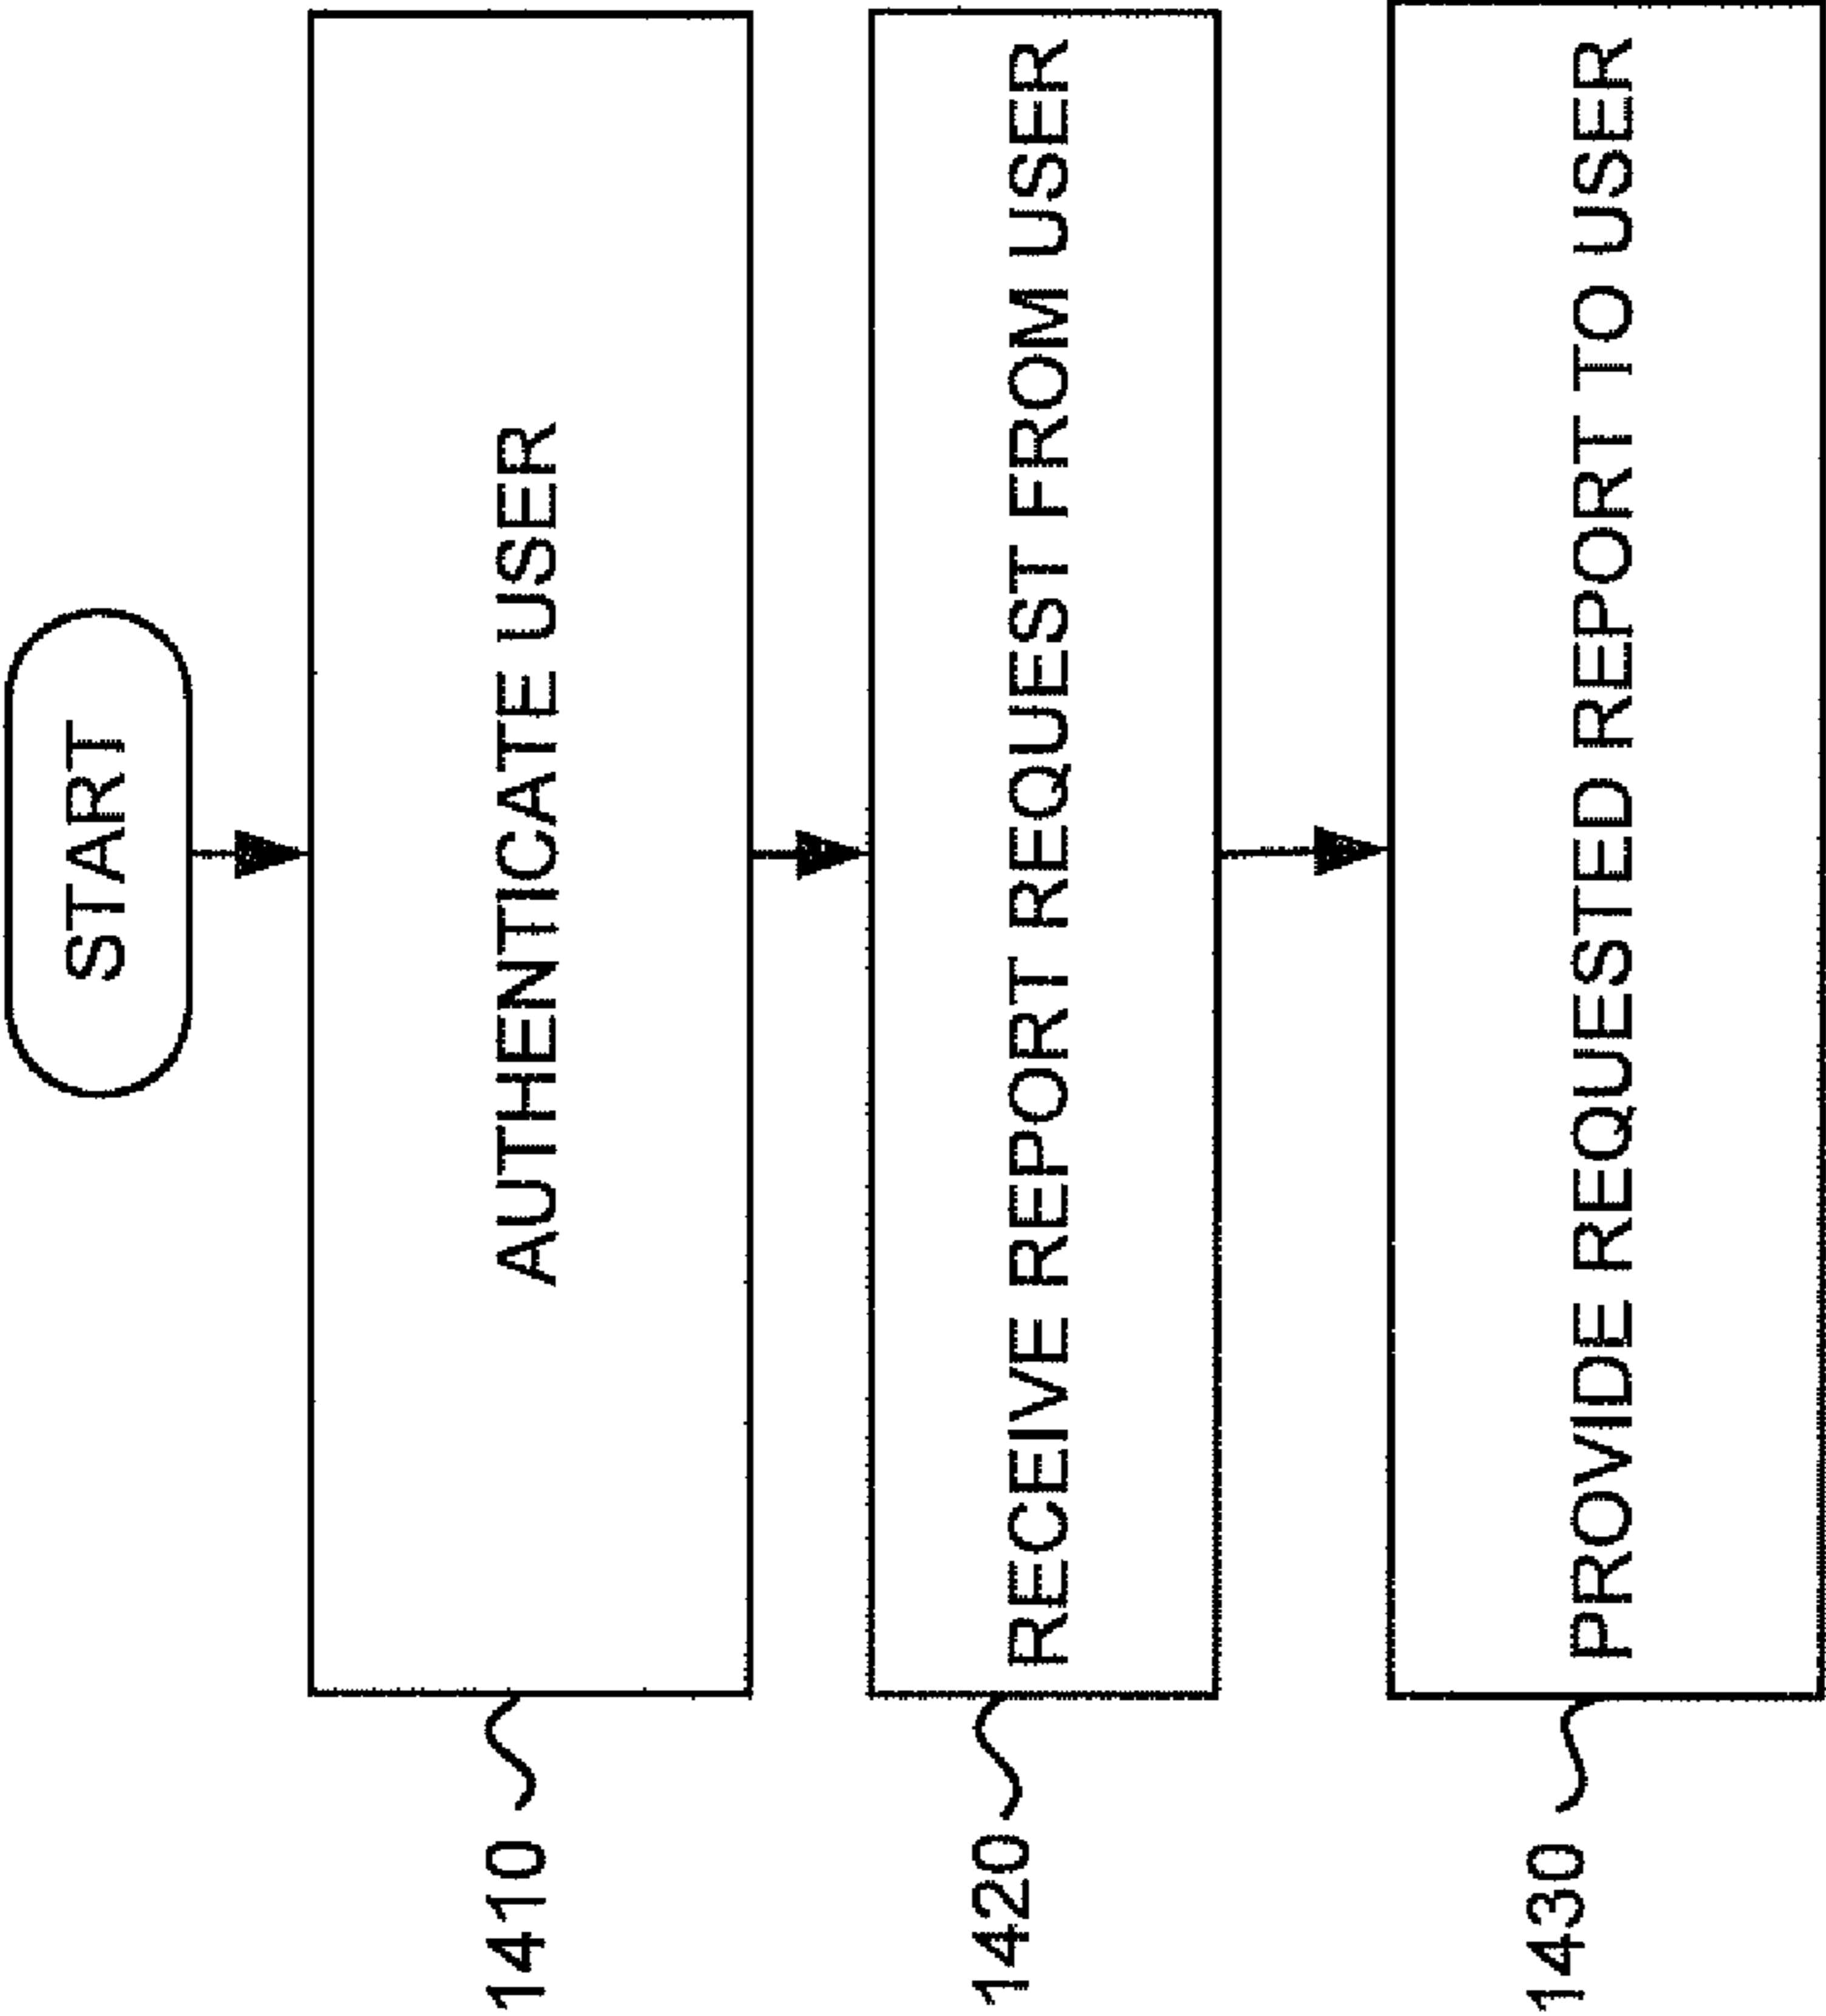 START
AUTHENTICATE USER
1410
RECEIVE REPORT REQUEST FROM USER
1420
PROVIDE REQUESTED REPORT TO USER
1430